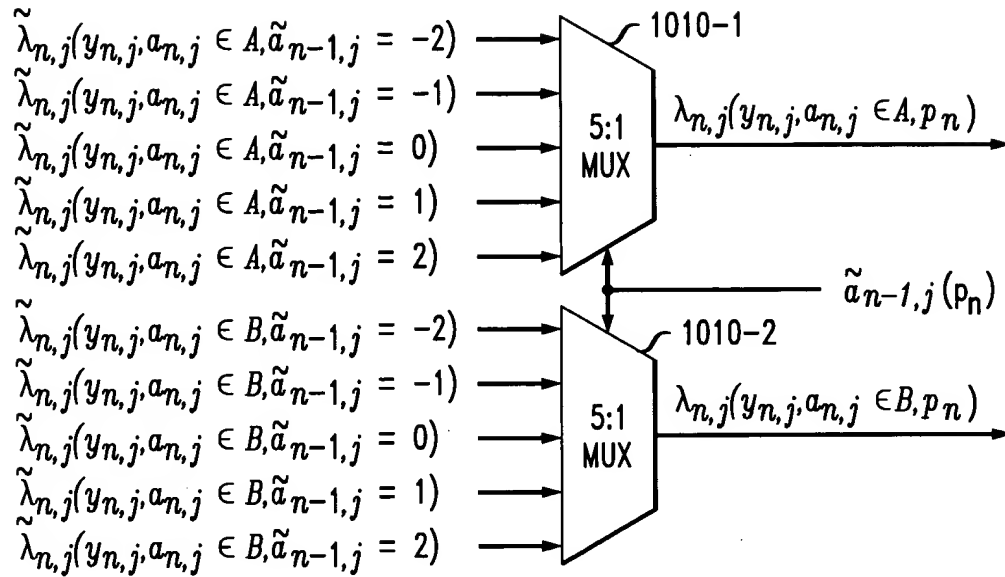 λ̃n,j(yn,j,an,j ∈ A,ãn−1,j = −2)
λ̃n,j(yn,j,an,j ∈ A,ãn−1,j = −1)
λ̃n,j(yn,j,an,j ∈ A,ãn−1,j = 0)
λ̃n,j(yn,j,an,j ∈ A,ãn−1,j = 1)
λ̃n,j(yn,j,an,j ∈ A,ãn−1,j = 2)
1010-1
5:1
MUX
λn,j(yn,j,an,j ∈A,pn)
ãn−1,j(pn)
λ̃n,j(yn,j,an,j ∈ B,ãn−1,j = −2)
λ̃n,j(yn,j,an,j ∈ B,ãn−1,j = −1)
λ̃n,j(yn,j,an,j ∈ B,ãn−1,j = 0)
λ̃n,j(yn,j,an,j ∈ B,ãn−1,j = 1)
λ̃n,j(yn,j,an,j ∈ B,ãn−1,j = 2)
1010-2
5:1
MUX
λn,j(yn,j,an,j ∈B,pn)